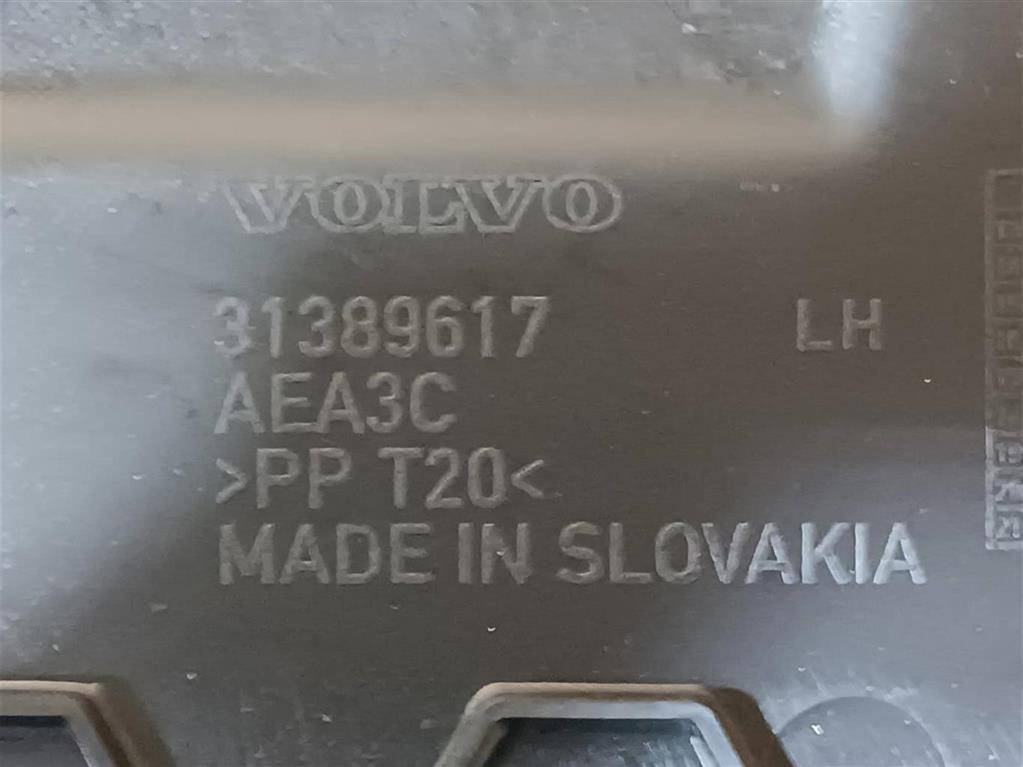 VOLVO
31389617 LH
AEA3C
>PP T20<
MADE IN SLOVAKIA